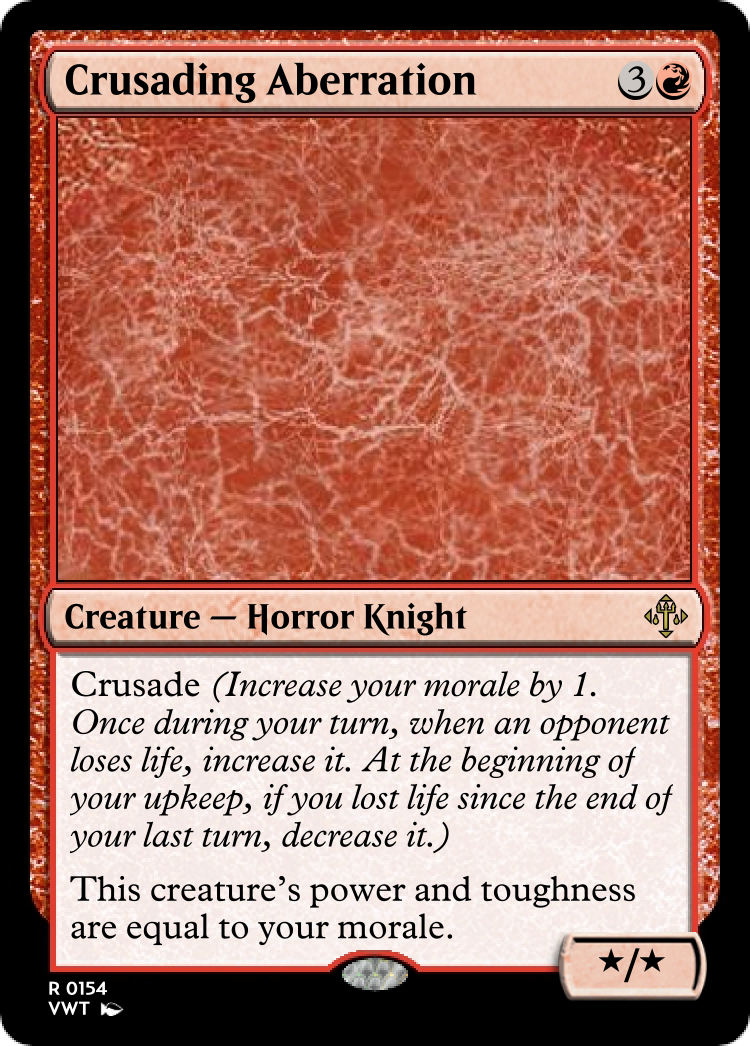 Crusading Aberration 3
Creature — Horror Knight
Crusade (Increase your morale by 1.
Once during your turn, when an opponent
loses life, increase it. At the beginning of
your upkeep, if you lost life since the end of
your last turn, decrease it.)
This creature's power and toughness
are equal to your morale.
★/★
R 0154
VWT